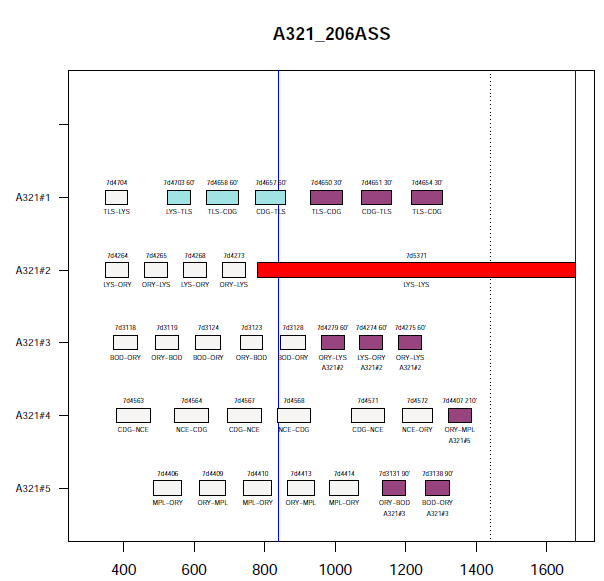 A321_206ASS
7d4704 7d4703 60' 7d4658 60' 7d4657 60' 7d4650 30' 7d4651 30' 7d4654 30'
A321#1
TLS-LYS LYS-TLS TLS-CDG CDG-TLS TLS-CDG CDG-TLS TLS-CDG
7d4264 7d4265 7d4268 7d4273 7d5371
A321#2
LYS-ORY ORY-LYS LYS-ORY ORY-LYS LYS-LYS
7d3118 7d3119 7d3124 7d3123 7d3128 7d4279 60' 7d4274 60' 7d4275 60'
A321#3
BOD-ORY ORY-BOD BOD-ORY ORY-BOD BOD-ORY ORY-LYS LYS-ORY ORY-LYS
A321#2 A321#2 A321#2
7d4563 7d4564 7d4567 7d4568 7d4571 7d4572 7d4407 210'
A321#4
CDG-NCE NCE-CDG CDG-NCE NCE-CDG CDG-NCE NCE-ORY ORY-MPL
A321#5
7d4406 7d4409 7d4410 7d4413 7d4414 7d3131 90' 7d3138 90'
A321#5
MPL-ORY ORY-MPL MPL-ORY ORY-MPL MPL-ORY ORY-BOD BOD-ORY
A321#3 A321#3
400 600 800 1000 1200 1400 1600